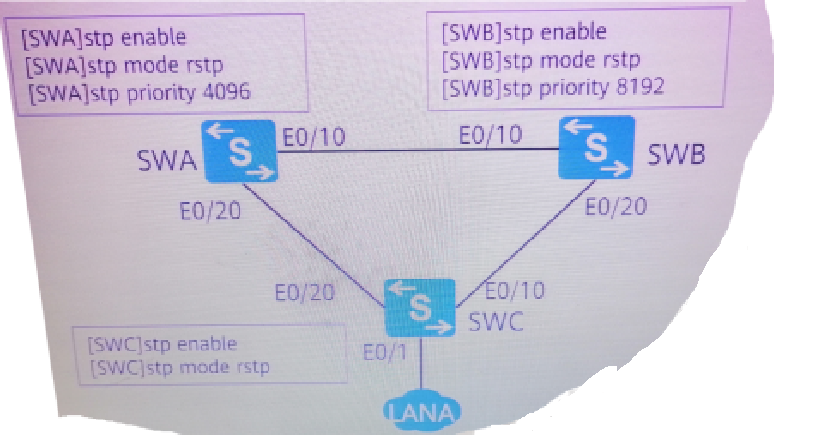 [SWA]stp enable
[SWA]stp mode rstp
[SWA]stp priority 4096
[SWB]stp enable
[SWB]stp mode rstp
[SWB]stp priority 8192
E0/10
E0/10
SWA
S
S
SWB
E0/20
E0/20
E0/20
E0/10
S
SWC
[SWC]stp enable
[SWC]stp mode rstp
E0/1
LANA